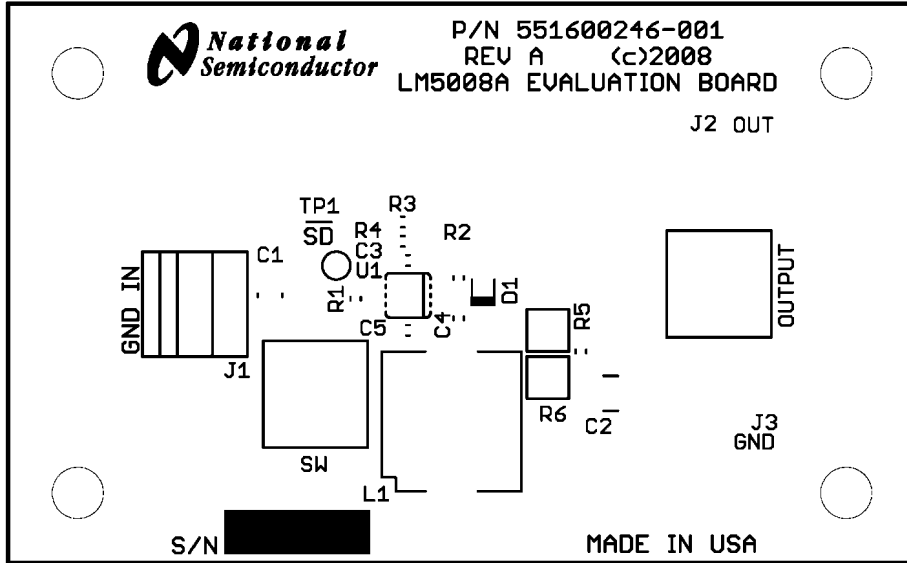 National
Semiconductor
P/N 551600246-001
REV A (c)2008
LM5008A EVALUATION BOARD
J2 OUT
TP1
SD
R3
R4
R2
C1
C3
U1
GND IN
R1
D1
OUTPUT
C5
C4
R5
J1
R6
C2
J3
GND
SW
L1
S/N
MADE IN USA